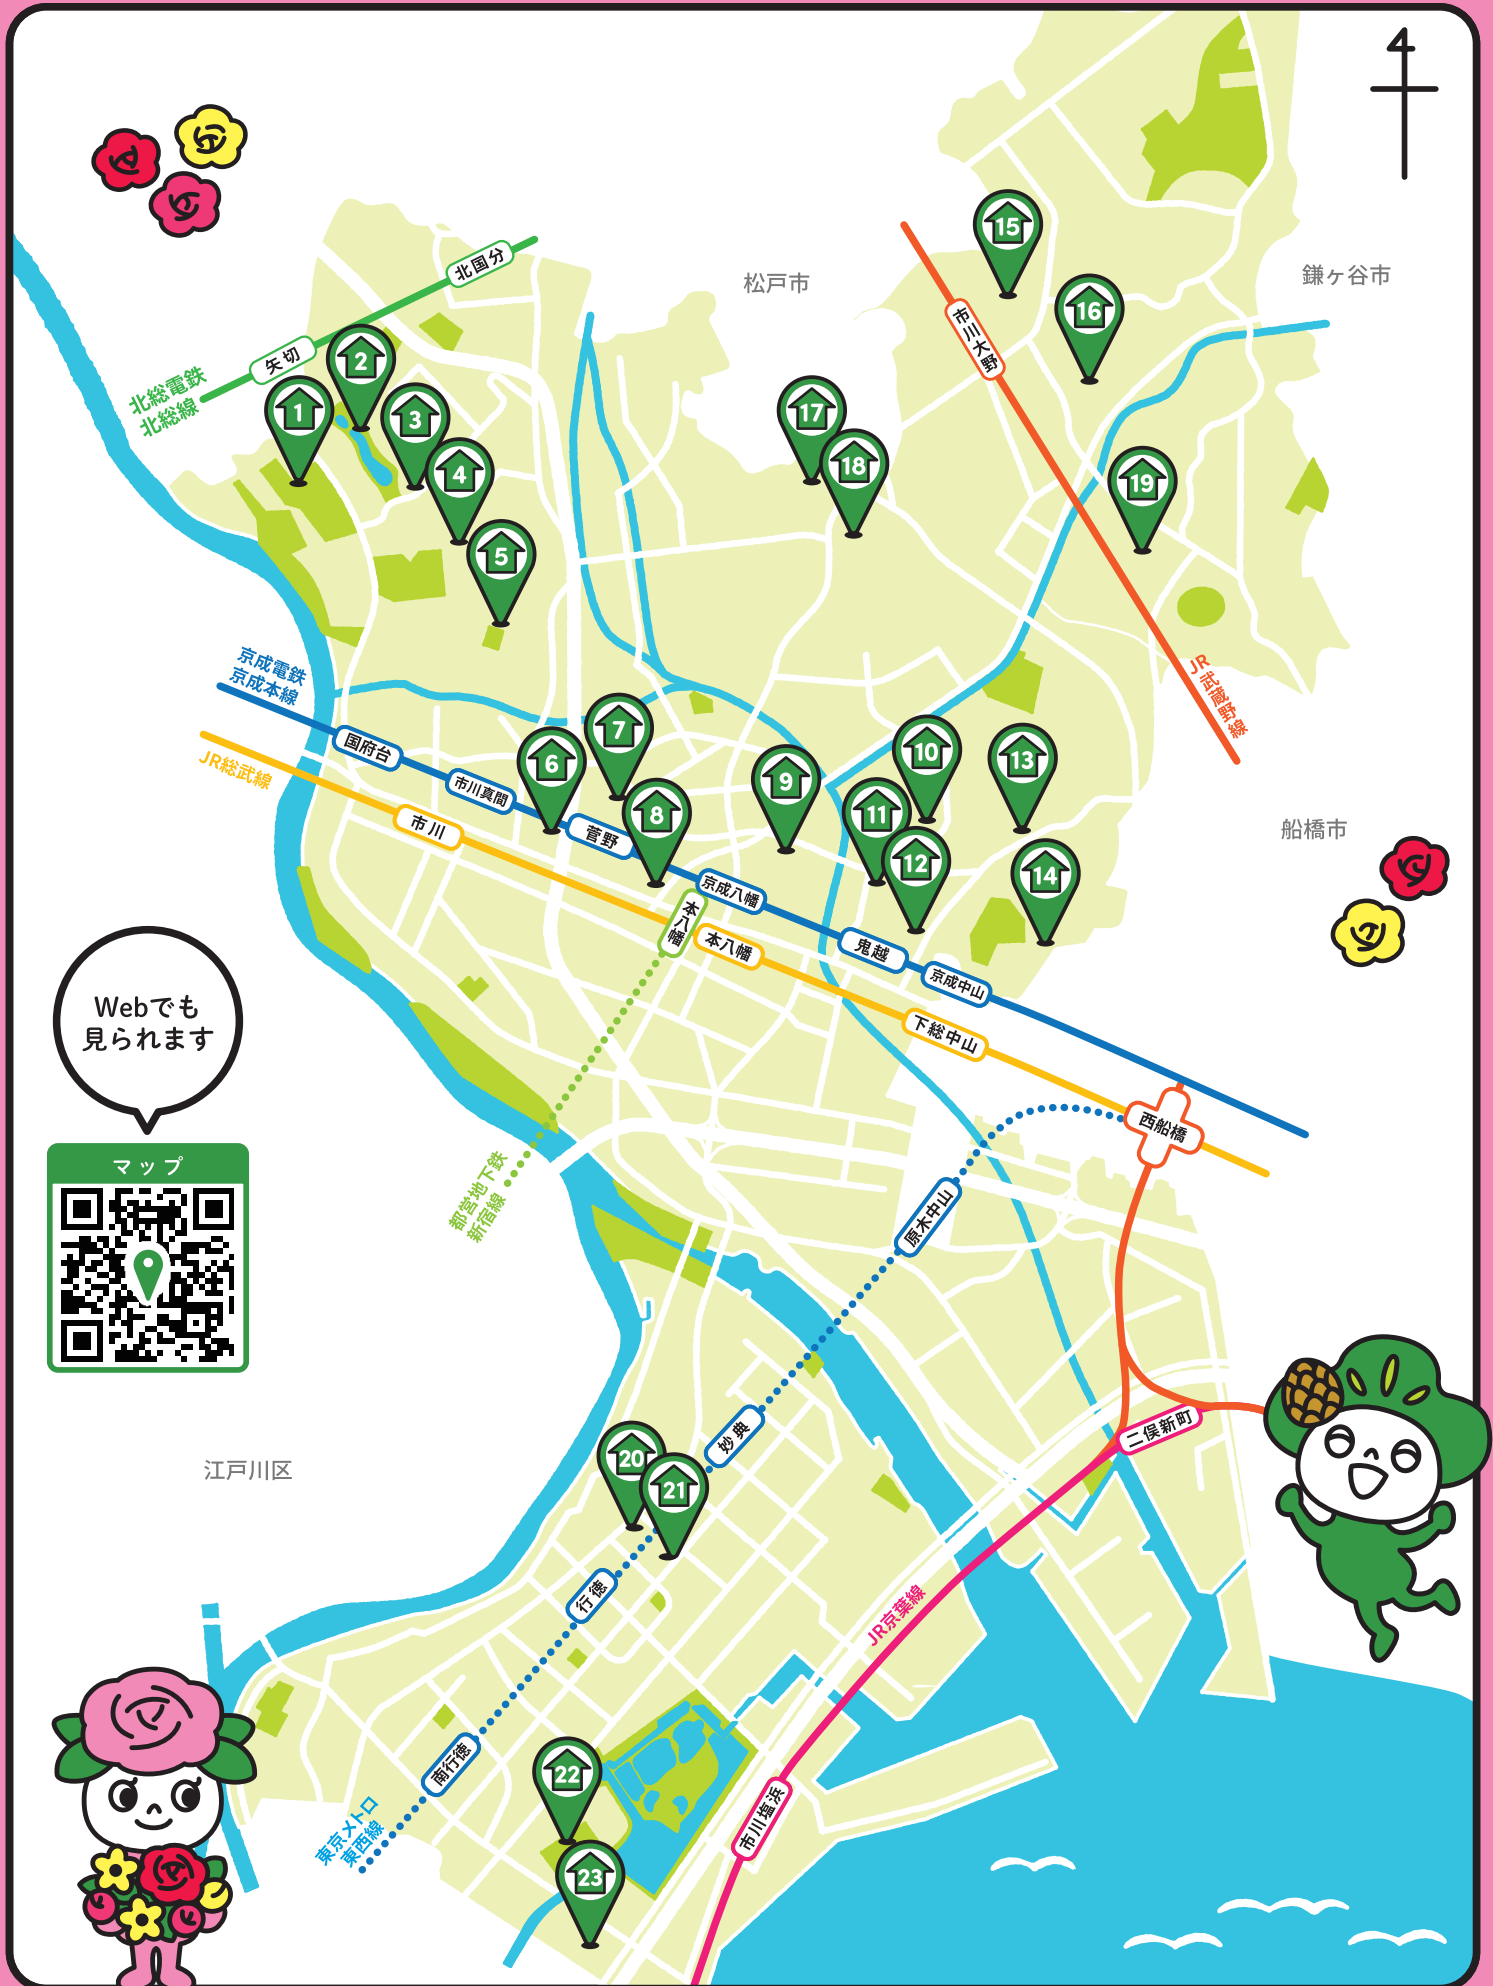 松戸市
鎌ヶ谷市
船橋市
江戸川区
北国分
矢切
北総電鉄
北総線
市川大野
JR武蔵野線
京成電鉄
京成本線
JR総武線
国府台
市川真間
菅野
京成八幡
鬼越
京成中山
市川
本八幡
本八幡
下総中山
西船橋
都営地下鉄
新宿線
原木中山
妙典
行徳
南行徳
東京メトロ
東西線
二俣新町
JR京葉線
市川塩浜
1
2
3
4
5
6
7
8
9
10
11
12
13
14
15
16
17
18
19
20
21
22
23
Webでも
見られます
マップ